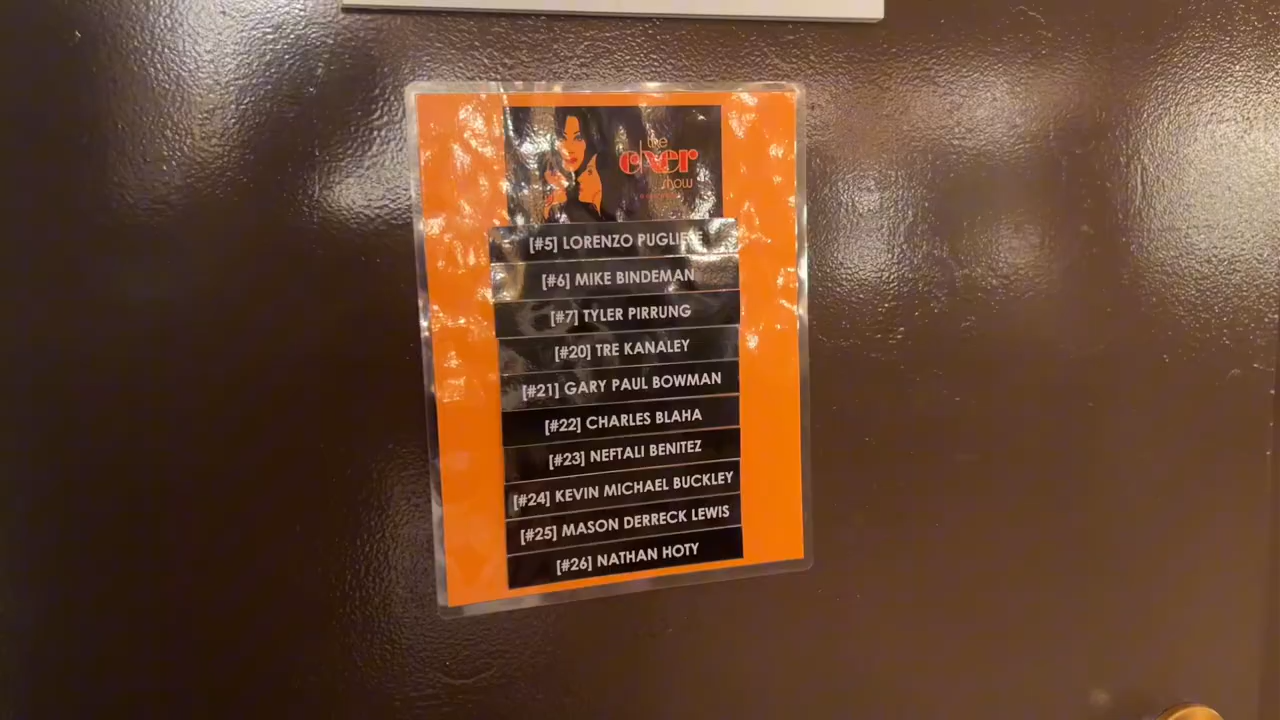 the
cher
show
[#5] LORENZO PUGLIESE
[#6] MIKE BINDEMAN
[#7] TYLER PIRRUNG
[#20] TRE KANALEY
[#21] GARY PAUL BOWMAN
[#22] CHARLES BLAHA
[#23] NEFTALI BENITEZ
[#24] KEVIN MICHAEL BUCKLEY
[#25] MASON DERRECK LEWIS
[#26] NATHAN HOTY